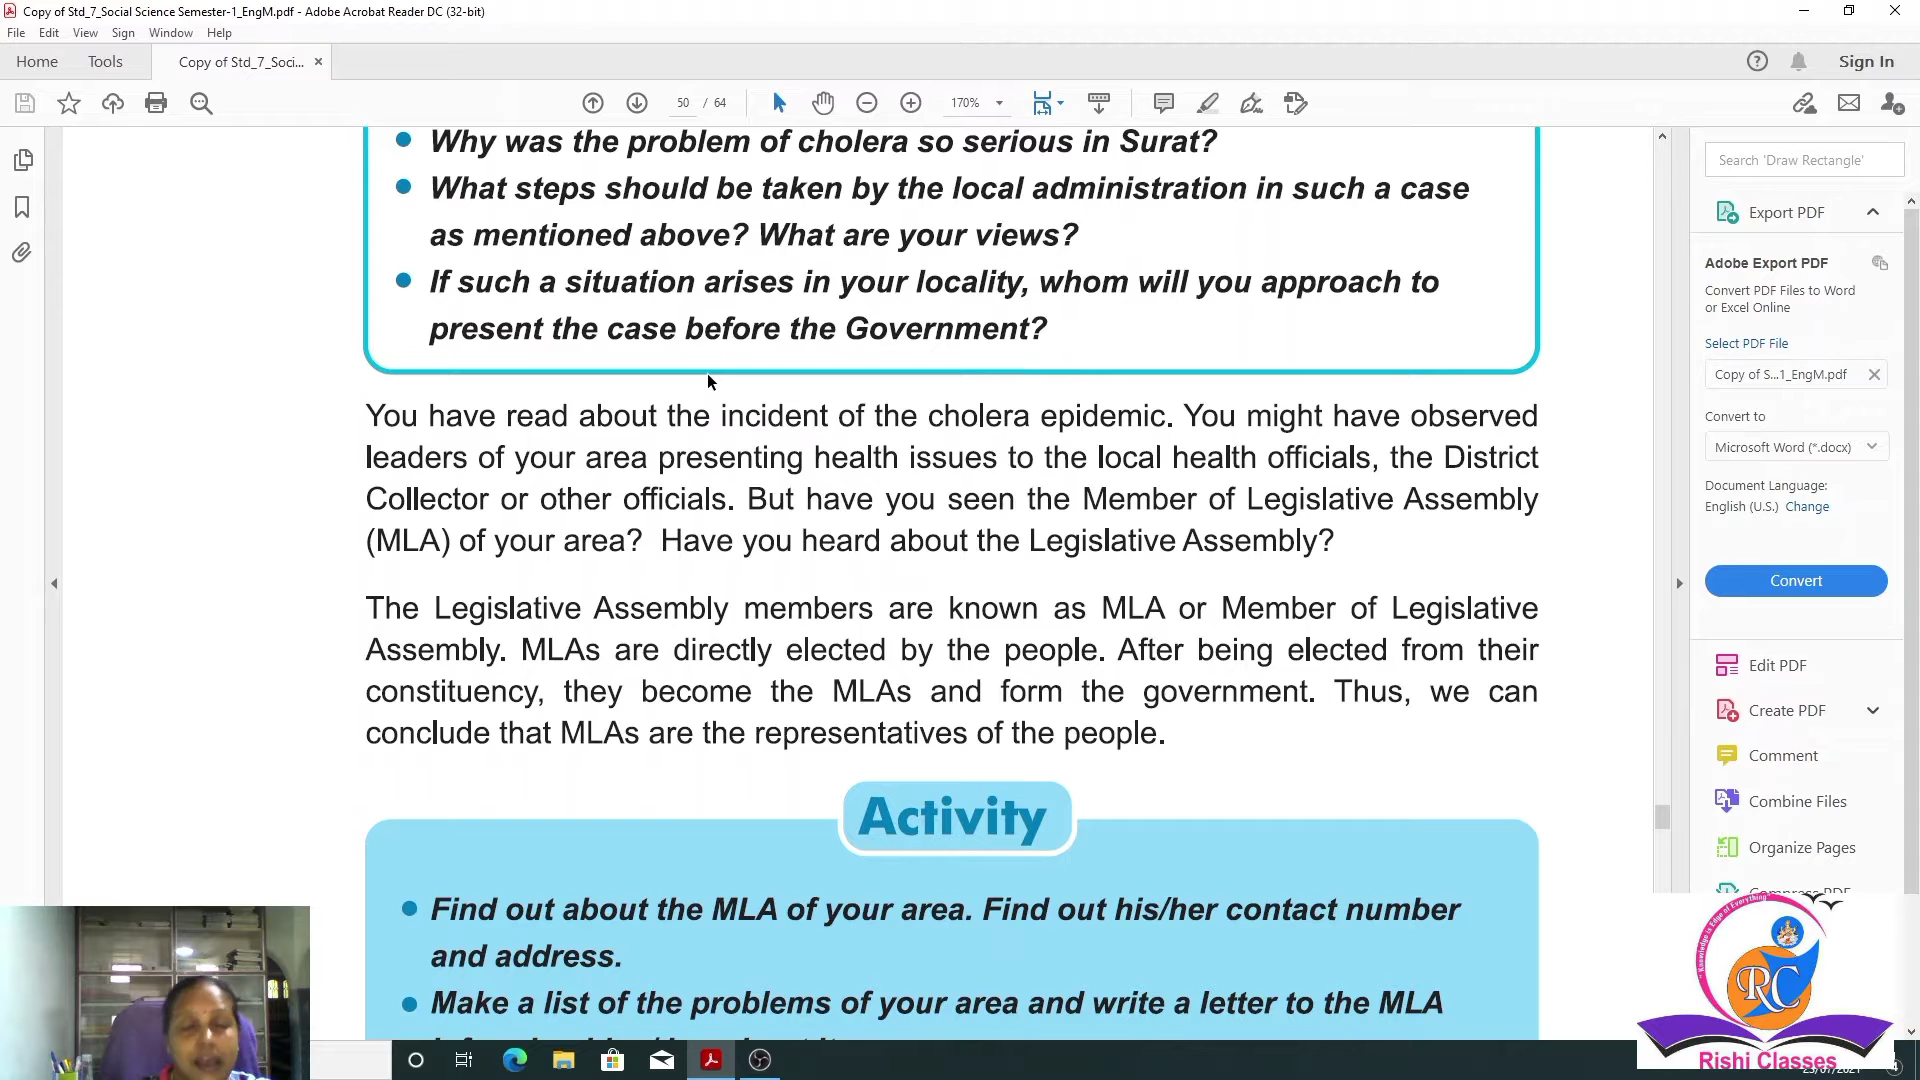 Copy of Std_7_Social Science Semester-1_EngM.pdf - Adobe Acrobat Reader DC (32-bit)
File Edit View Sign Window Help
Home Tools Copy of Std_7_Soci... × Sign In
50 / 64 170%
Why was the problem of cholera so serious in Surat?
What steps should be taken by the local administration in such a case
as mentioned above? What are your views?
If such a situation arises in your locality, whom will you approach to
present the case before the Government?
You have read about the incident of the cholera epidemic. You might have observed
leaders of your area presenting health issues to the local health officials, the District
Collector or other officials. But have you seen the Member of Legislative Assembly
(MLA) of your area? Have you heard about the Legislative Assembly?
The Legislative Assembly members are known as MLA or Member of Legislative
Assembly. MLAs are directly elected by the people. After being elected from their
constituency, they become the MLAs and form the government. Thus, we can
conclude that MLAs are the representatives of the people.
Activity
Find out about the MLA of your area. Find out his/her contact number
and address.
Make a list of the problems of your area and write a letter to the MLA
Search 'Draw Rectangle'
Export PDF
Adobe Export PDF
Convert PDF Files to Word
or Excel Online
Select PDF File
Copy of S...1_EngM.pdf
Convert to
Microsoft Word (*.docx)
Document Language:
English (U.S.) Change
Convert
Edit PDF
Create PDF
Comment
Combine Files
Organize Pages
Compress PDF
RC
Rishi Classes